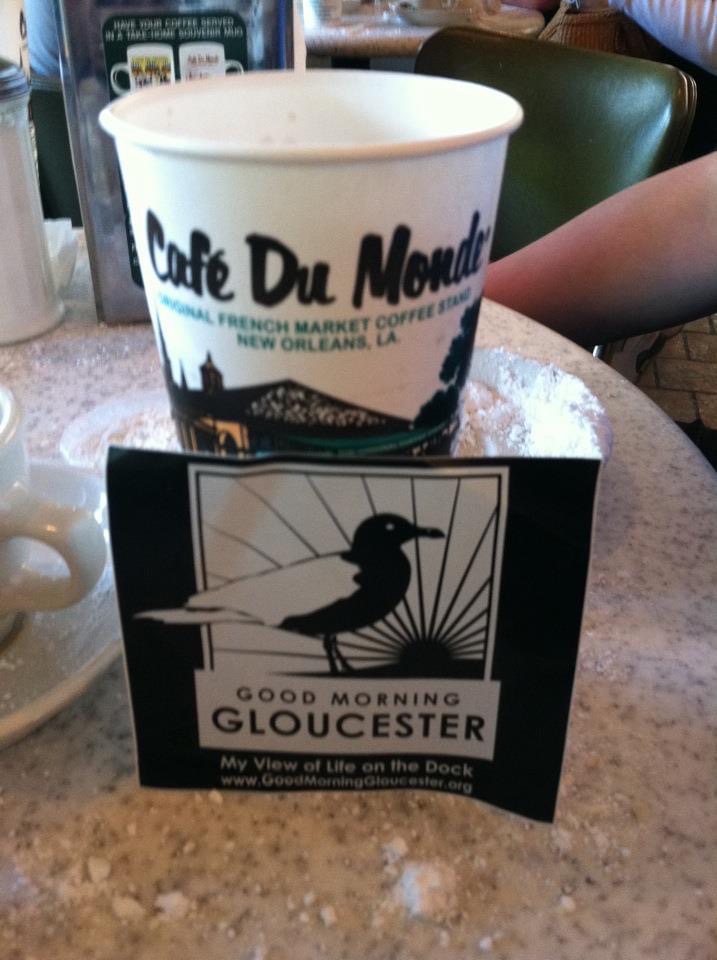 HAVE YOUR COFFEE SERVED
IN A TAKE-HOME SOUVENIR MUG
Café Du Monde
ORIGINAL FRENCH MARKET COFFEE STAND
NEW ORLEANS, LA.
GOOD MORNING
GLOUCESTER
My View of Life on the Dock
www.GoodMorningGloucester.org